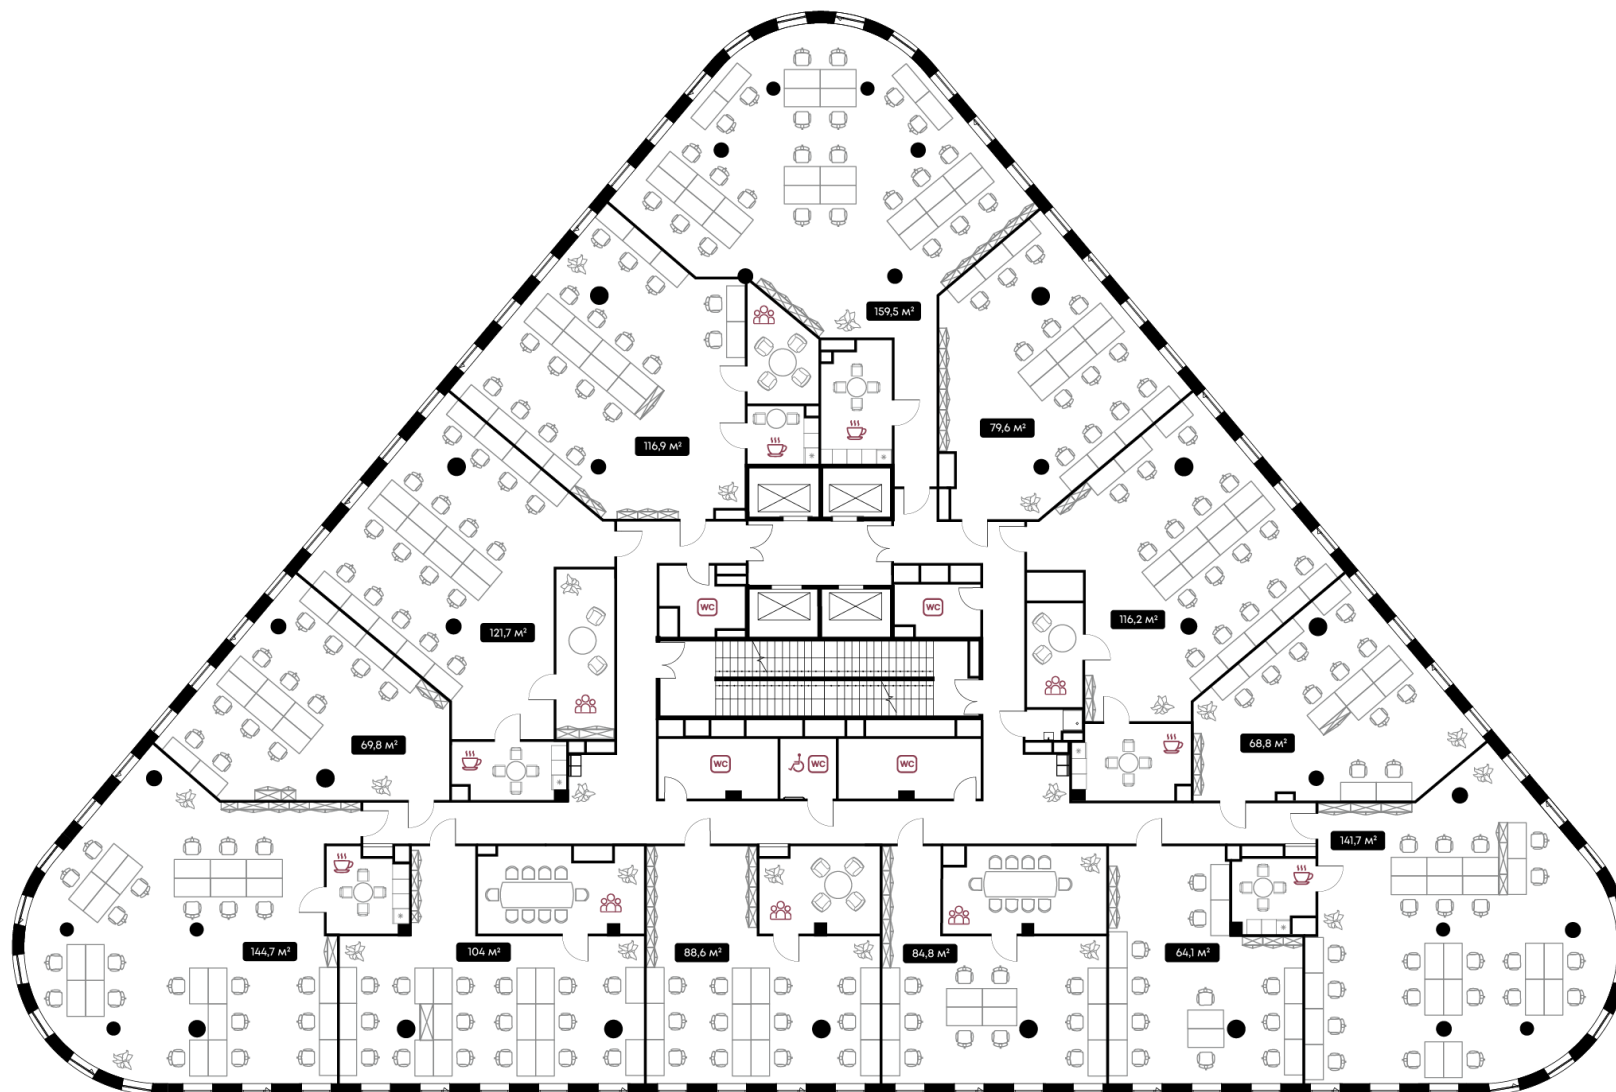 159,5 м²
79,6 м²
116,9 м²
WC
WC
116,2 м²
121,7 м²
69,8 м²
68,8 м²
WC
WC
WC
141,7 м²
144,7 м²
104 м²
88,6 м²
84,8 м²
64,1 м²